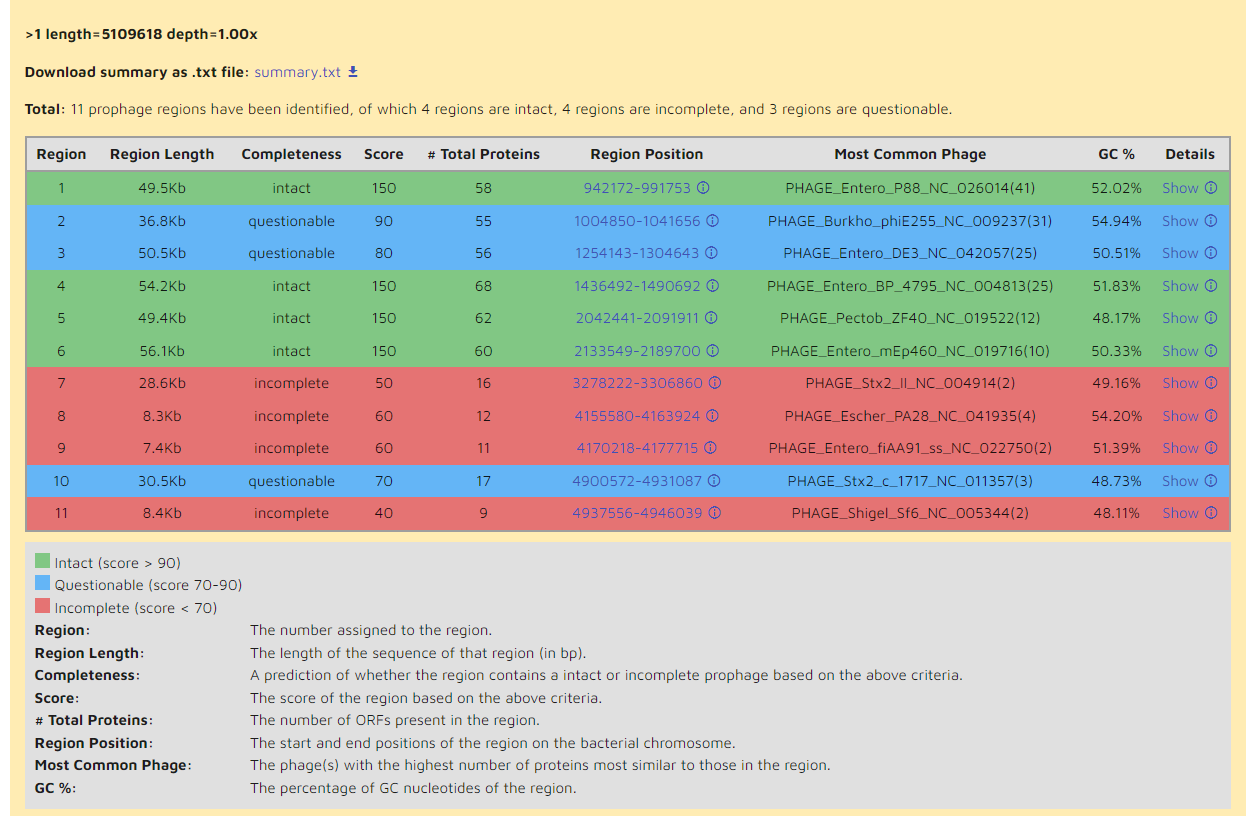 >1 length=5109618 depth=1.00x
Download summary as .txt file: summary.txt
Total: 11 prophage regions have been identified, of which 4 regions are intact, 4 regions are incomplete, and 3 regions are questionable.
Region Region Length Completeness Score # Total Proteins Region Position Most Common Phage GC % Details
1 49.5Kb intact 150 58 942172-991753 PHAGE_Entero_P88_NC_026014(41) 52.02% Show
2 36.8Kb questionable 90 55 1004850-1041656 PHAGE_Burkho_phiE255_NC_009237(31) 54.94% Show
3 50.5Kb questionable 80 56 1254143-1304643 PHAGE_Entero_DE3_NC_042057(25) 50.51% Show
4 54.2Kb intact 150 68 1436492-1490692 PHAGE_Entero_BP_4795_NC_004813(25) 51.83% Show
5 49.4Kb intact 150 62 2042441-2091911 PHAGE_Pectob_ZF40_NC_019522(12) 48.17% Show
6 56.1Kb intact 150 60 2133549-2189700 PHAGE_Entero_mEp460_NC_019716(10) 50.33% Show
7 28.6Kb incomplete 50 16 3278222-3306860 PHAGE_Stx2_II_NC_004914(2) 49.16% Show
8 8.3Kb incomplete 60 12 4155580-4163924 PHAGE_Escher_PA28_NC_041935(4) 54.20% Show
9 7.4Kb incomplete 60 11 4170218-4177715 PHAGE_Entero_fiAA91_ss_NC_022750(2) 51.39% Show
10 30.5Kb questionable 70 17 4900572-4931087 PHAGE_Stx2_c_1717_NC_011357(3) 48.73% Show
11 8.4Kb incomplete 40 9 4937556-4946039 PHAGE_Shigel_Sf6_NC_005344(2) 48.11% Show
Intact (score > 90)
Questionable (score 70-90)
Incomplete (score < 70)
Region: The number assigned to the region.
Region Length: The length of the sequence of that region (in bp).
Completeness: A prediction of whether the region contains a intact or incomplete prophage based on the above criteria.
Score: The score of the region based on the above criteria.
# Total Proteins: The number of ORFs present in the region.
Region Position: The start and end positions of the region on the bacterial chromosome.
Most Common Phage: The phage(s) with the highest number of proteins most similar to those in the region.
GC %: The percentage of GC nucleotides of the region.